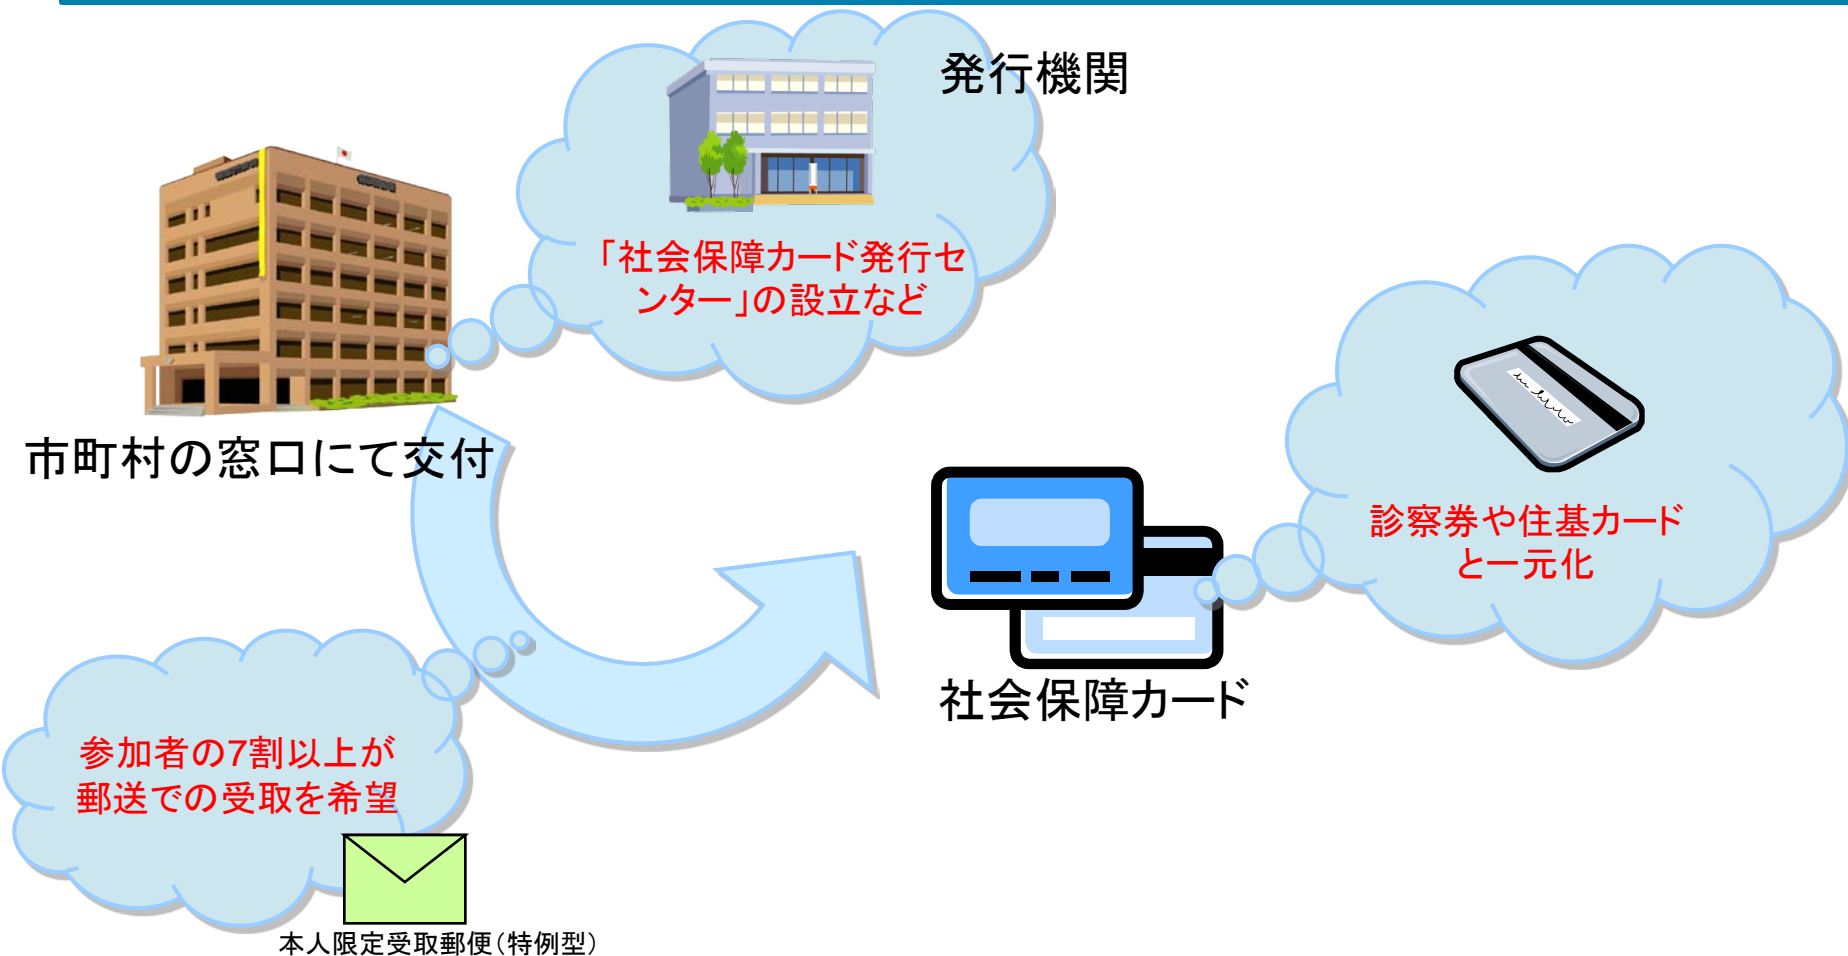 発行機関
「社会保障カード発行セ
ンター」の設立など
市町村の窓口にて交付
診察券や住基カード
と一元化
社会保障カード
参加者の7割以上が
郵送での受取を希望
本人限定受取郵便（特例型）